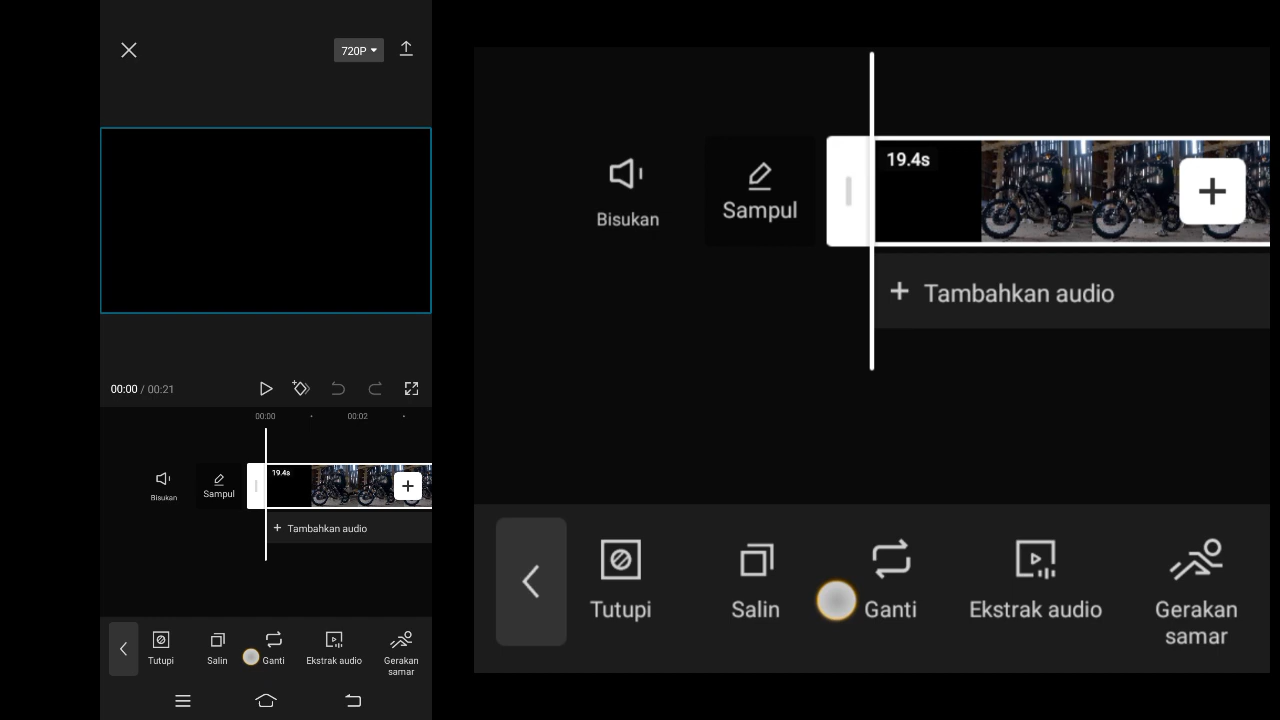 720P
00:00 / 00:21
00:00
00:02
Bisukan
Sampul
19.4s
+ Tambahkan audio
Tutupi
Salin
Ganti
Ekstrak audio
Gerakan
samar
Bisukan
Sampul
19.4s
+ Tambahkan audio
Tutupi
Salin
Ganti
Ekstrak audio
Gerakan
samar